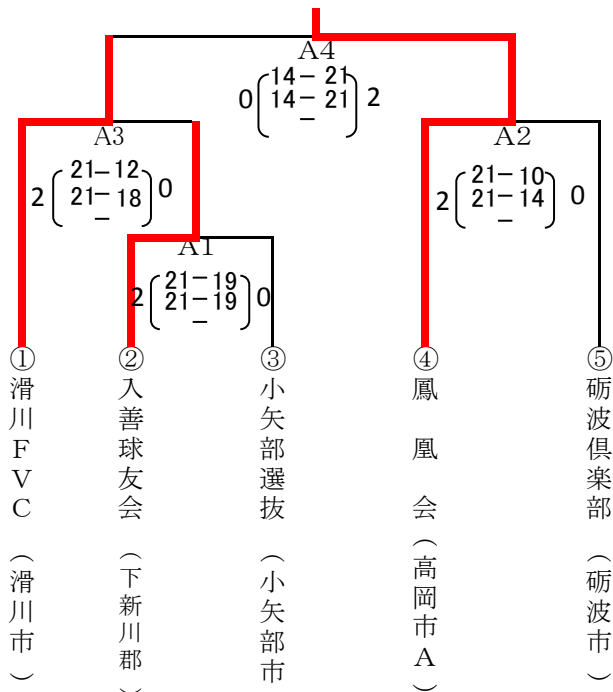 A4
0 14－21 2
14－21
－
A3
2 21－12 0
21－18
－
A2
2 21－10 0
21－14
－
A1
2 21－19 0
21－19
－
①
滑川FVC（滑川市）
②
入善球友会（下新川郡）
③
小矢部選抜（小矢部市
④
鳳凰会（高岡市A）
⑤
砺波倶楽部（砺波市）